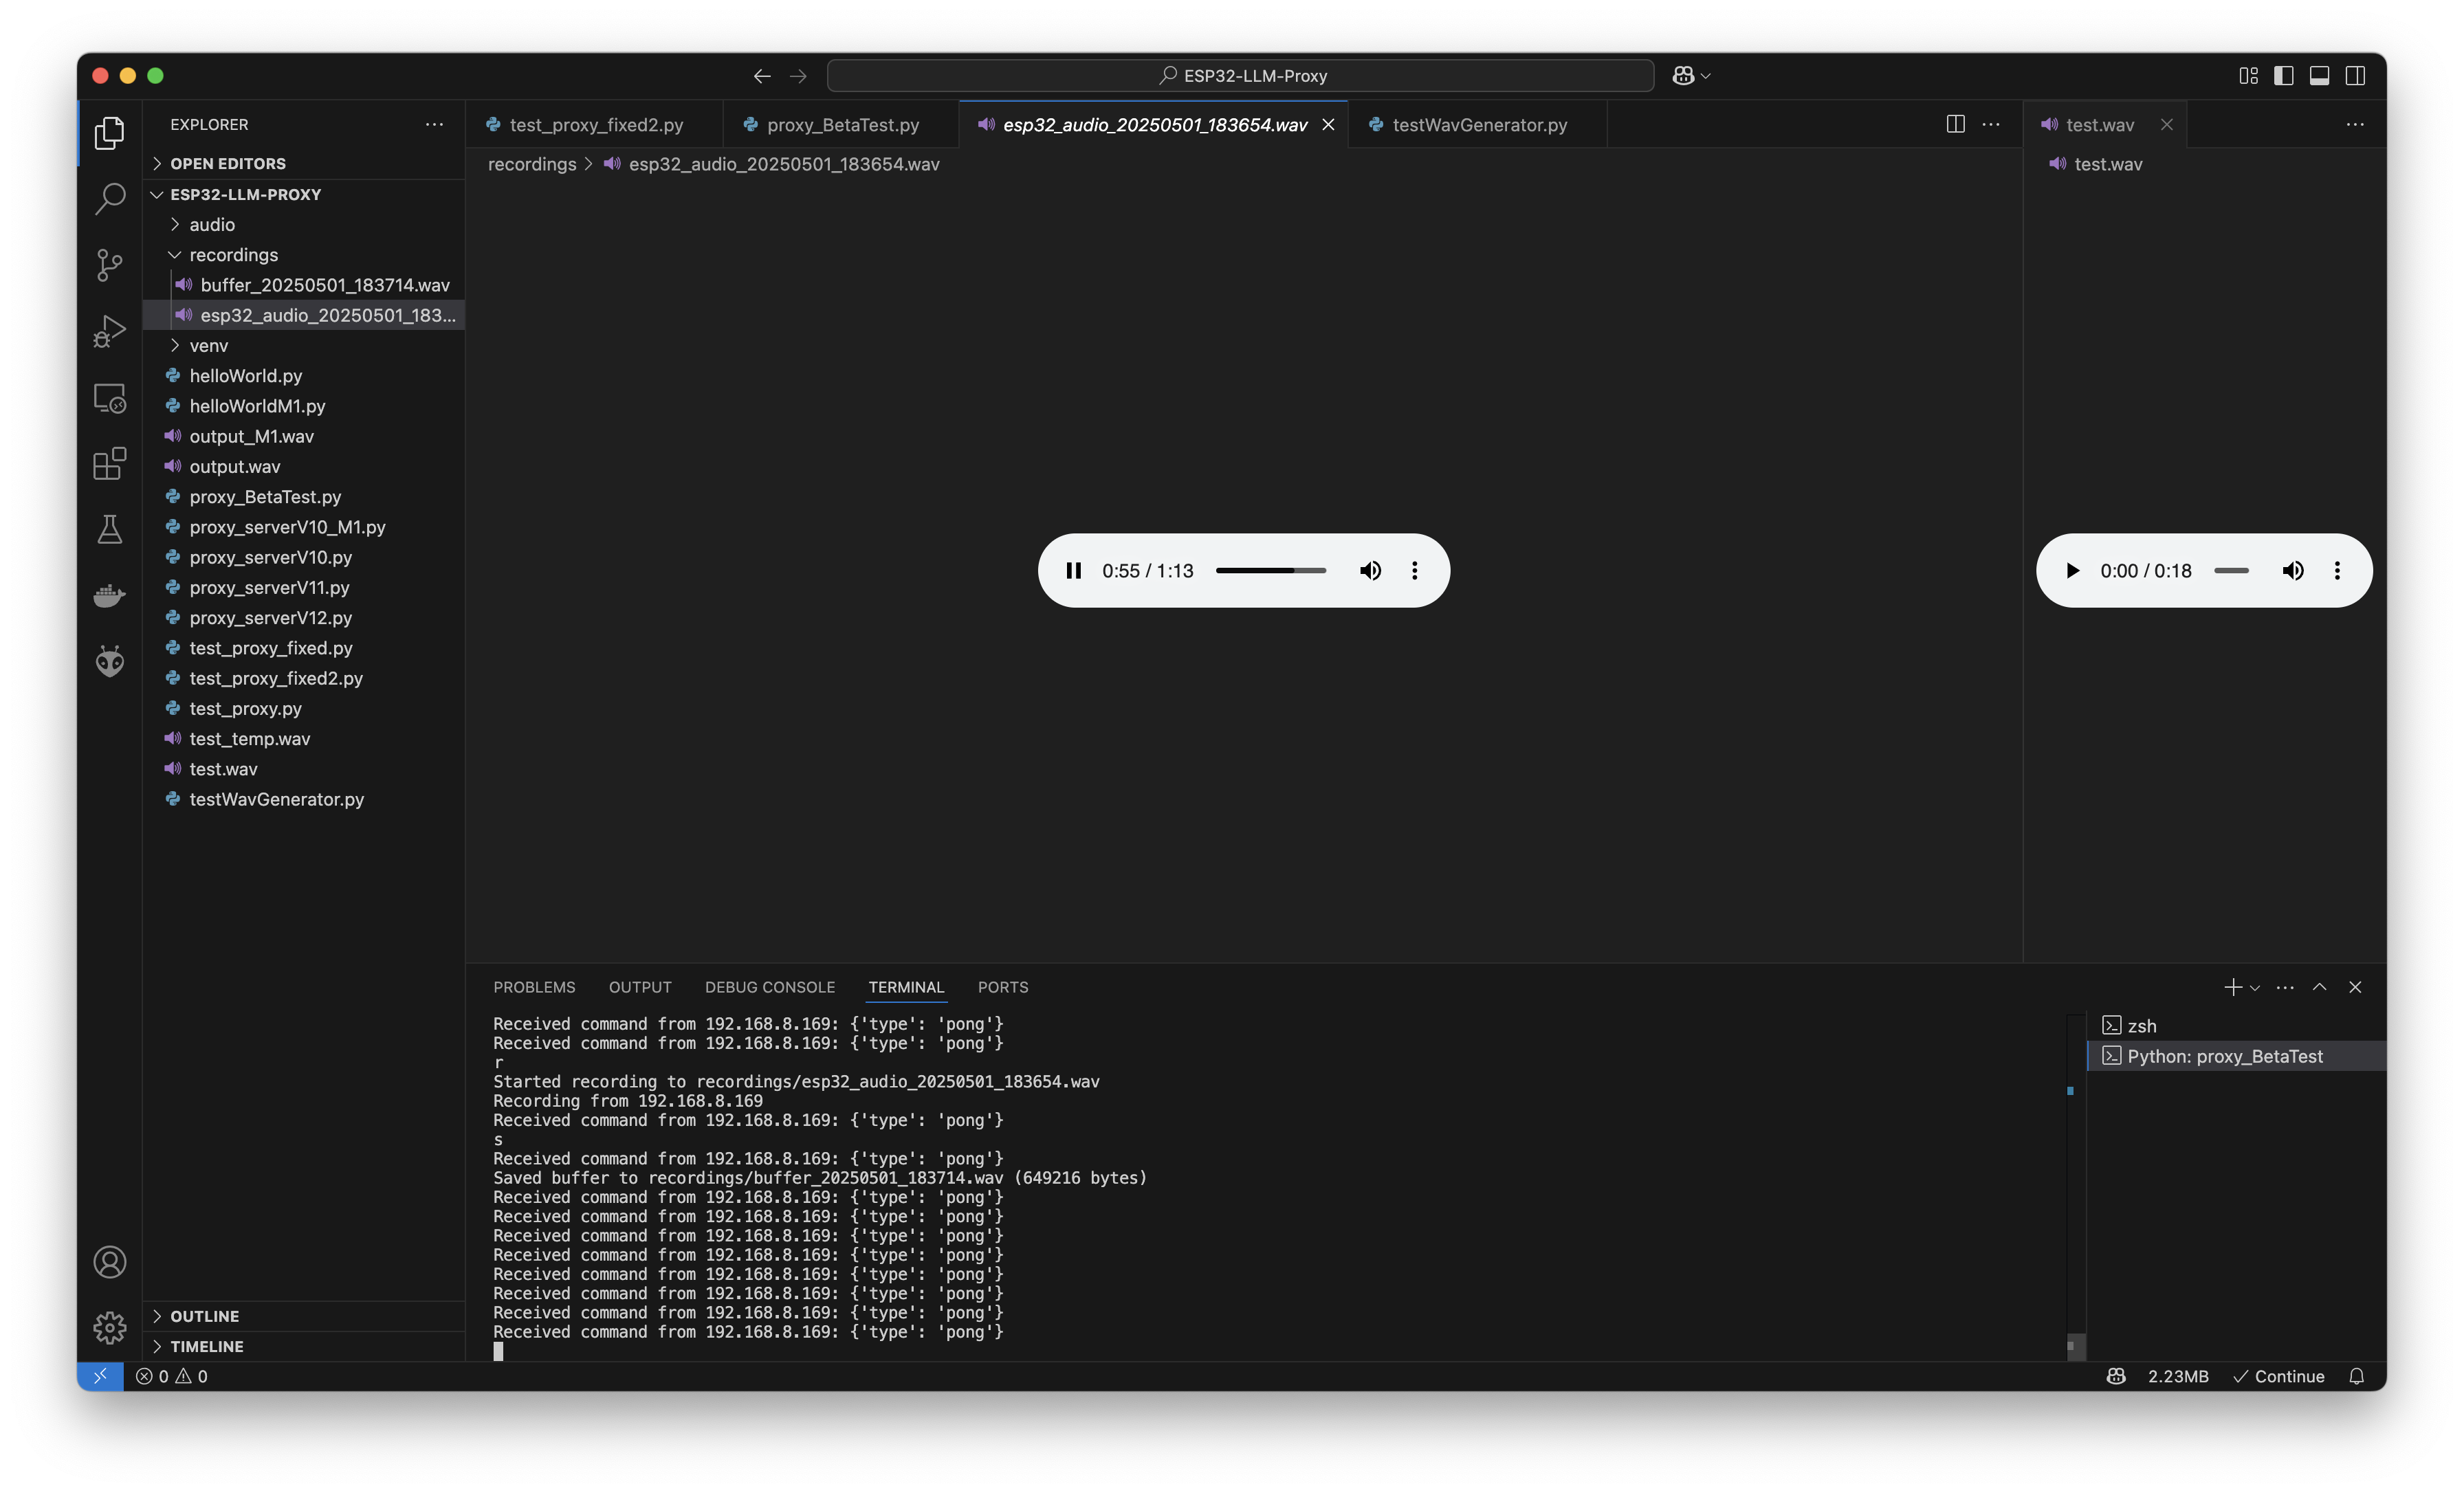 ESP32-LLM-Proxy
EXPLORER
OPEN EDITORS
ESP32-LLM-PROXY
audio
recordings
buffer_20250501_183714.wav
esp32_audio_20250501_183...
venv
helloWorld.py
helloWorldM1.py
output_M1.wav
output.wav
proxy_BetaTest.py
proxy_serverV10_M1.py
proxy_serverV10.py
proxy_serverV11.py
proxy_serverV12.py
test_proxy_fixed.py
test_proxy_fixed2.py
test_proxy.py
test_temp.wav
test.wav
testWavGenerator.py
OUTLINE
TIMELINE
test_proxy_fixed2.py proxy_BetaTest.py esp32_audio_20250501_183654.wav testWavGenerator.py
recordings > esp32_audio_20250501_183654.wav
0:55 / 1:13
test.wav
test.wav
0:00 / 0:18
PROBLEMS OUTPUT DEBUG CONSOLE TERMINAL PORTS
Received command from 192.168.8.169: {'type': 'pong'}
Received command from 192.168.8.169: {'type': 'pong'}
r
Started recording to recordings/esp32_audio_20250501_183654.wav
Recording from 192.168.8.169
Received command from 192.168.8.169: {'type': 'pong'}
s
Received command from 192.168.8.169: {'type': 'pong'}
Saved buffer to recordings/buffer_20250501_183714.wav (649216 bytes)
Received command from 192.168.8.169: {'type': 'pong'}
Received command from 192.168.8.169: {'type': 'pong'}
Received command from 192.168.8.169: {'type': 'pong'}
Received command from 192.168.8.169: {'type': 'pong'}
Received command from 192.168.8.169: {'type': 'pong'}
Received command from 192.168.8.169: {'type': 'pong'}
Received command from 192.168.8.169: {'type': 'pong'}
Received command from 192.168.8.169: {'type': 'pong'}
zsh
Python: proxy_BetaTest
0 0
2.23MB Continue